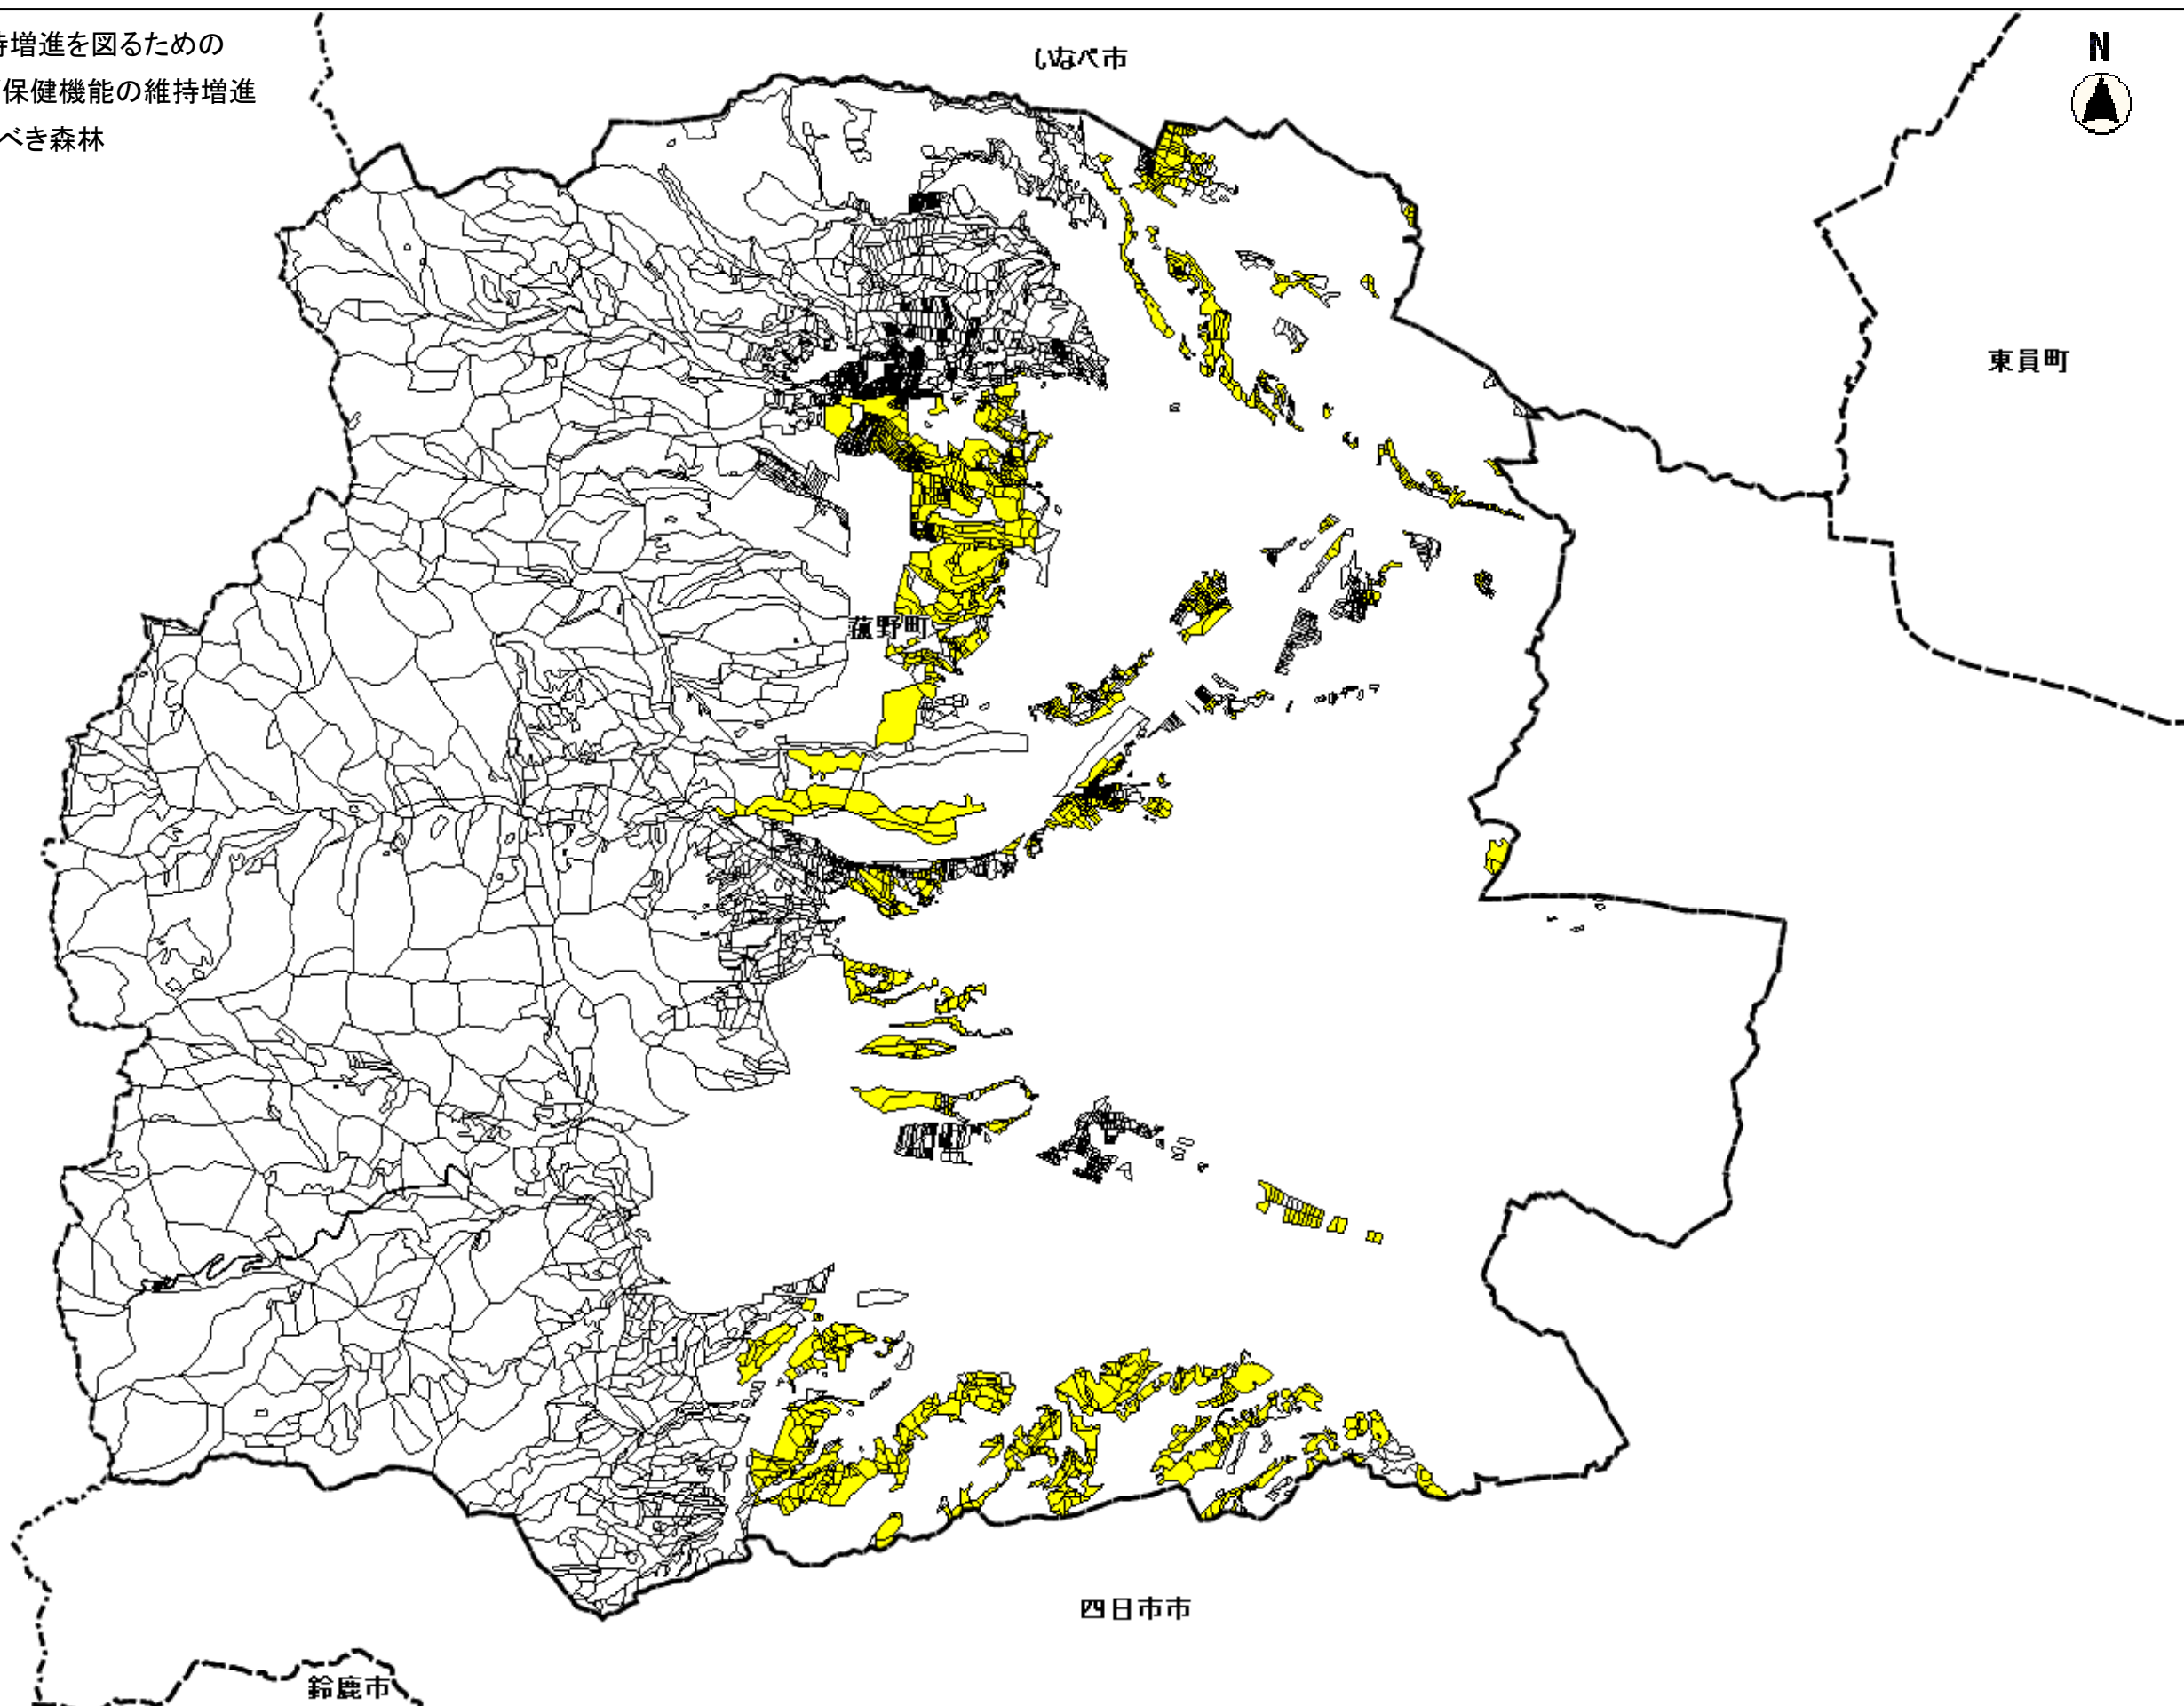 持増進を図るための
保健機能の維持増進
べき森林
いなべ市
N
東員町
菰野町
四日市市
鈴鹿市